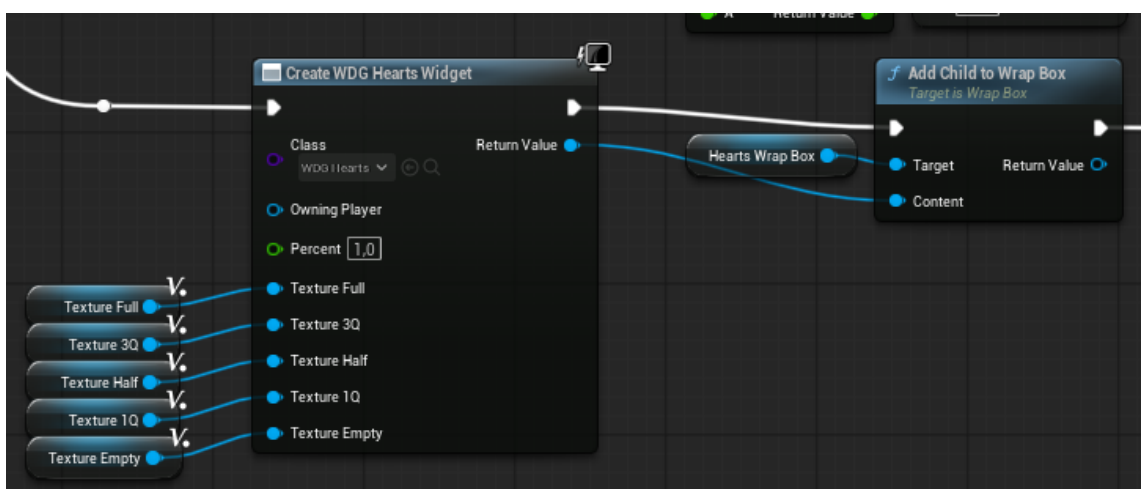 A Return Value
Create WDG Hearts Widget
Class
WDG Hearts
Return Value
Owning Player
Percent 1,0
Texture Full
Texture 3Q
Texture Half
Texture 1Q
Texture Empty
Texture Full
Texture 3Q
Texture Half
Texture 1Q
Texture Empty
V.
V.
V.
V.
V.
Hearts Wrap Box
f Add Child to Wrap Box
Target is Wrap Box
Target Return Value
Content